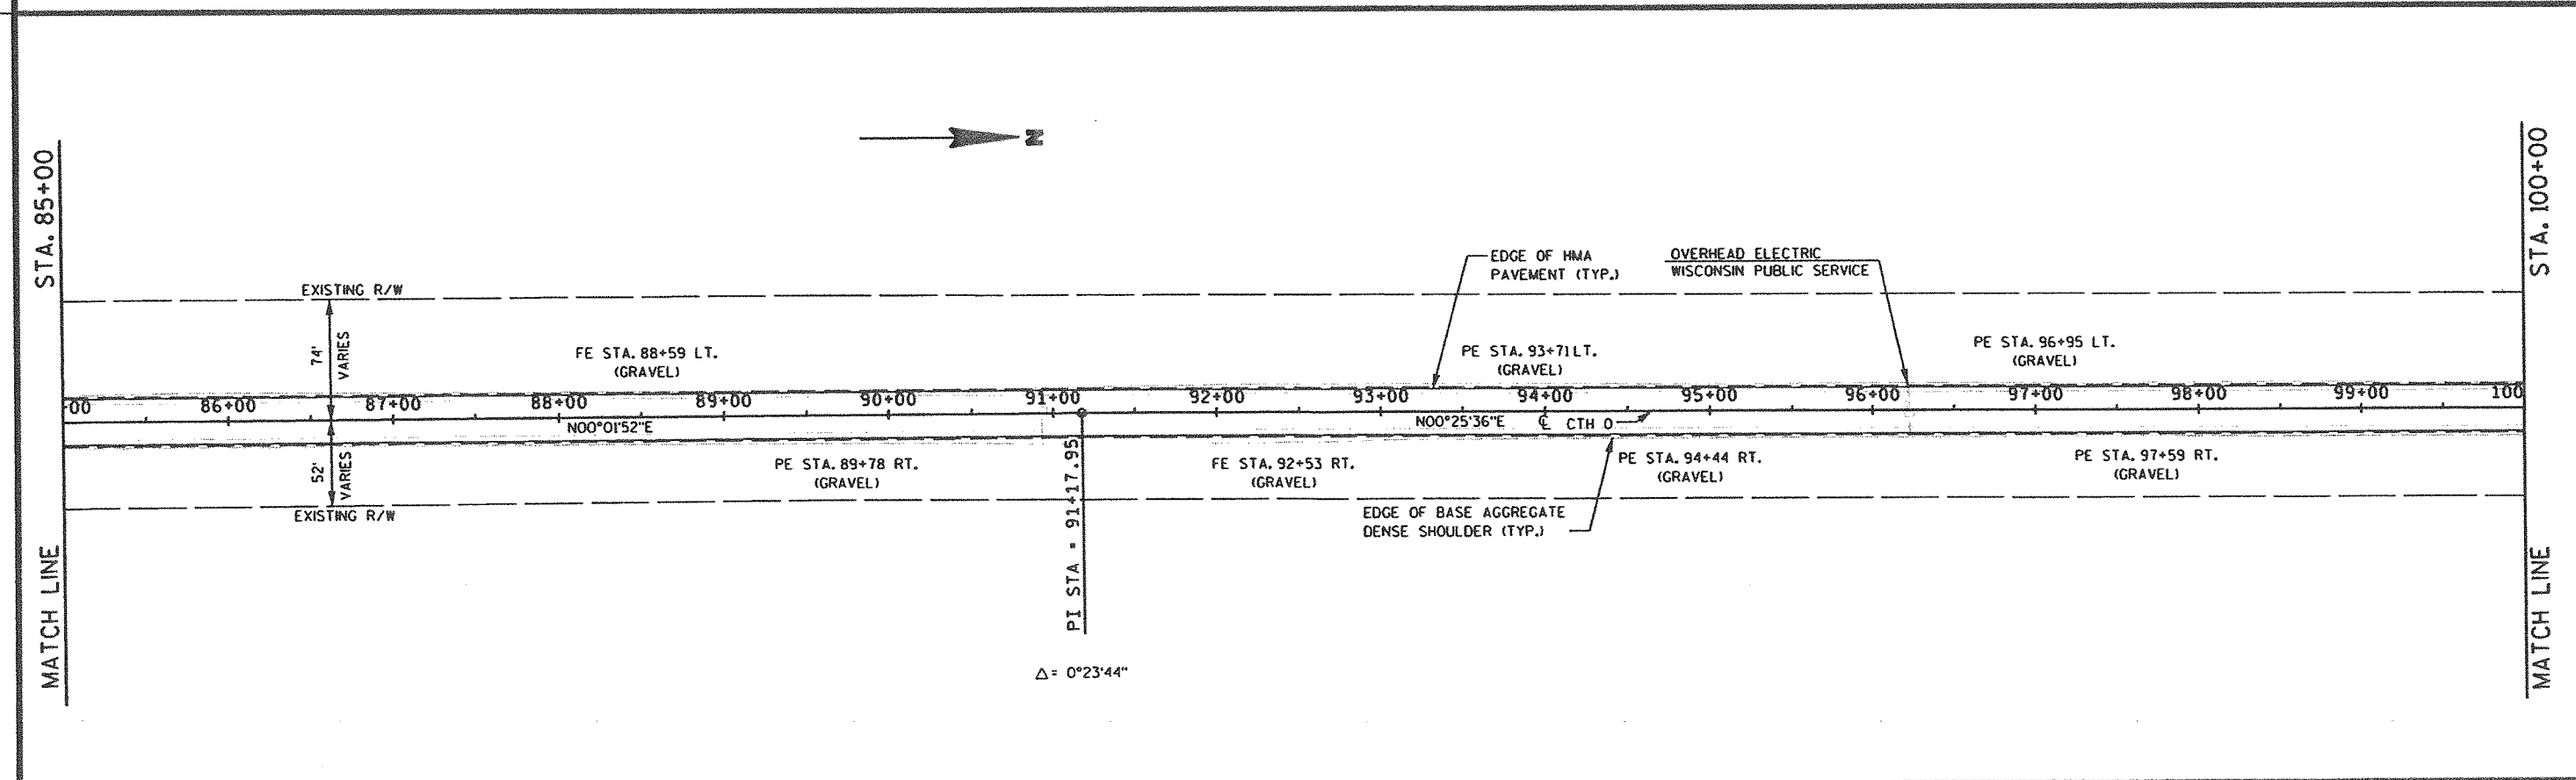 STA. 85+00
MATCH LINE
N
EXISTING R/W
74'
VARIES
52'
VARIES
EXISTING R/W
FE STA. 88+59 LT.
(GRAVEL)
EDGE OF HMA
PAVEMENT (TYP.)
OVERHEAD ELECTRIC
WISCONSIN PUBLIC SERVICE
PE STA. 93+71 LT.
(GRAVEL)
PE STA. 96+95 LT.
(GRAVEL)
+00 86+00 87+00 88+00 89+00 90+00 91+00 92+00 93+00 94+00 95+00 96+00 97+00 98+00 99+00 100
N00°01'52"E
N00°25'36"E ℄ CTH O
PE STA. 89+78 RT.
(GRAVEL)
FE STA. 92+53 RT.
(GRAVEL)
PE STA. 94+44 RT.
(GRAVEL)
PE STA. 97+59 RT.
(GRAVEL)
EDGE OF BASE AGGREGATE
DENSE SHOULDER (TYP.)
PI STA = 91+17.95
Δ= 0°23'44"
STA. 100+00
MATCH LINE